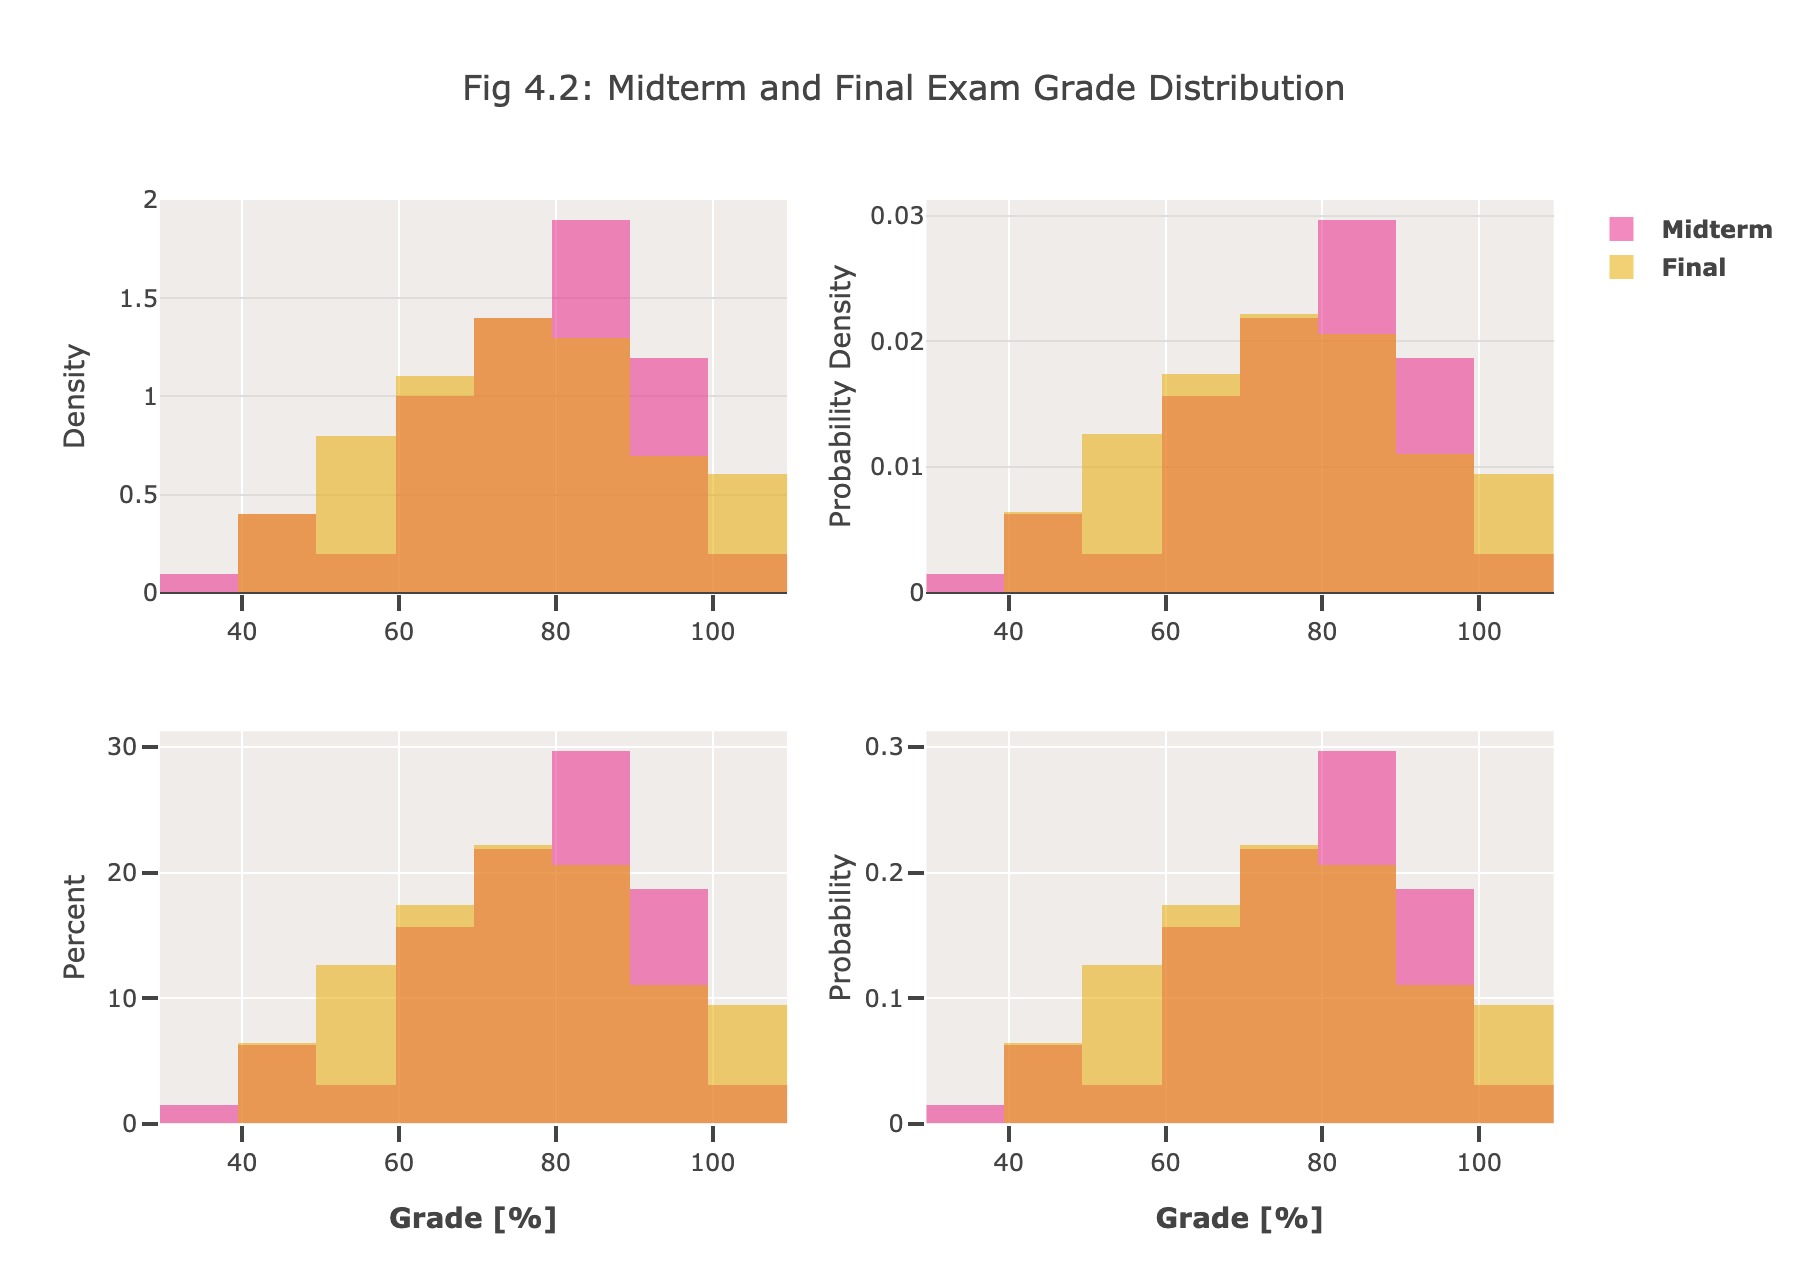 Fig 4.2: Midterm and Final Exam Grade Distribution
Midterm
Final
Density
2
1.5
1
0.5
0
40 60 80 100
Probability Density
0.03
0.02
0.01
0
40 60 80 100
Percent
30
20
10
0
40 60 80 100
Grade [%]
Probability
0.3
0.2
0.1
0
40 60 80 100
Grade [%]